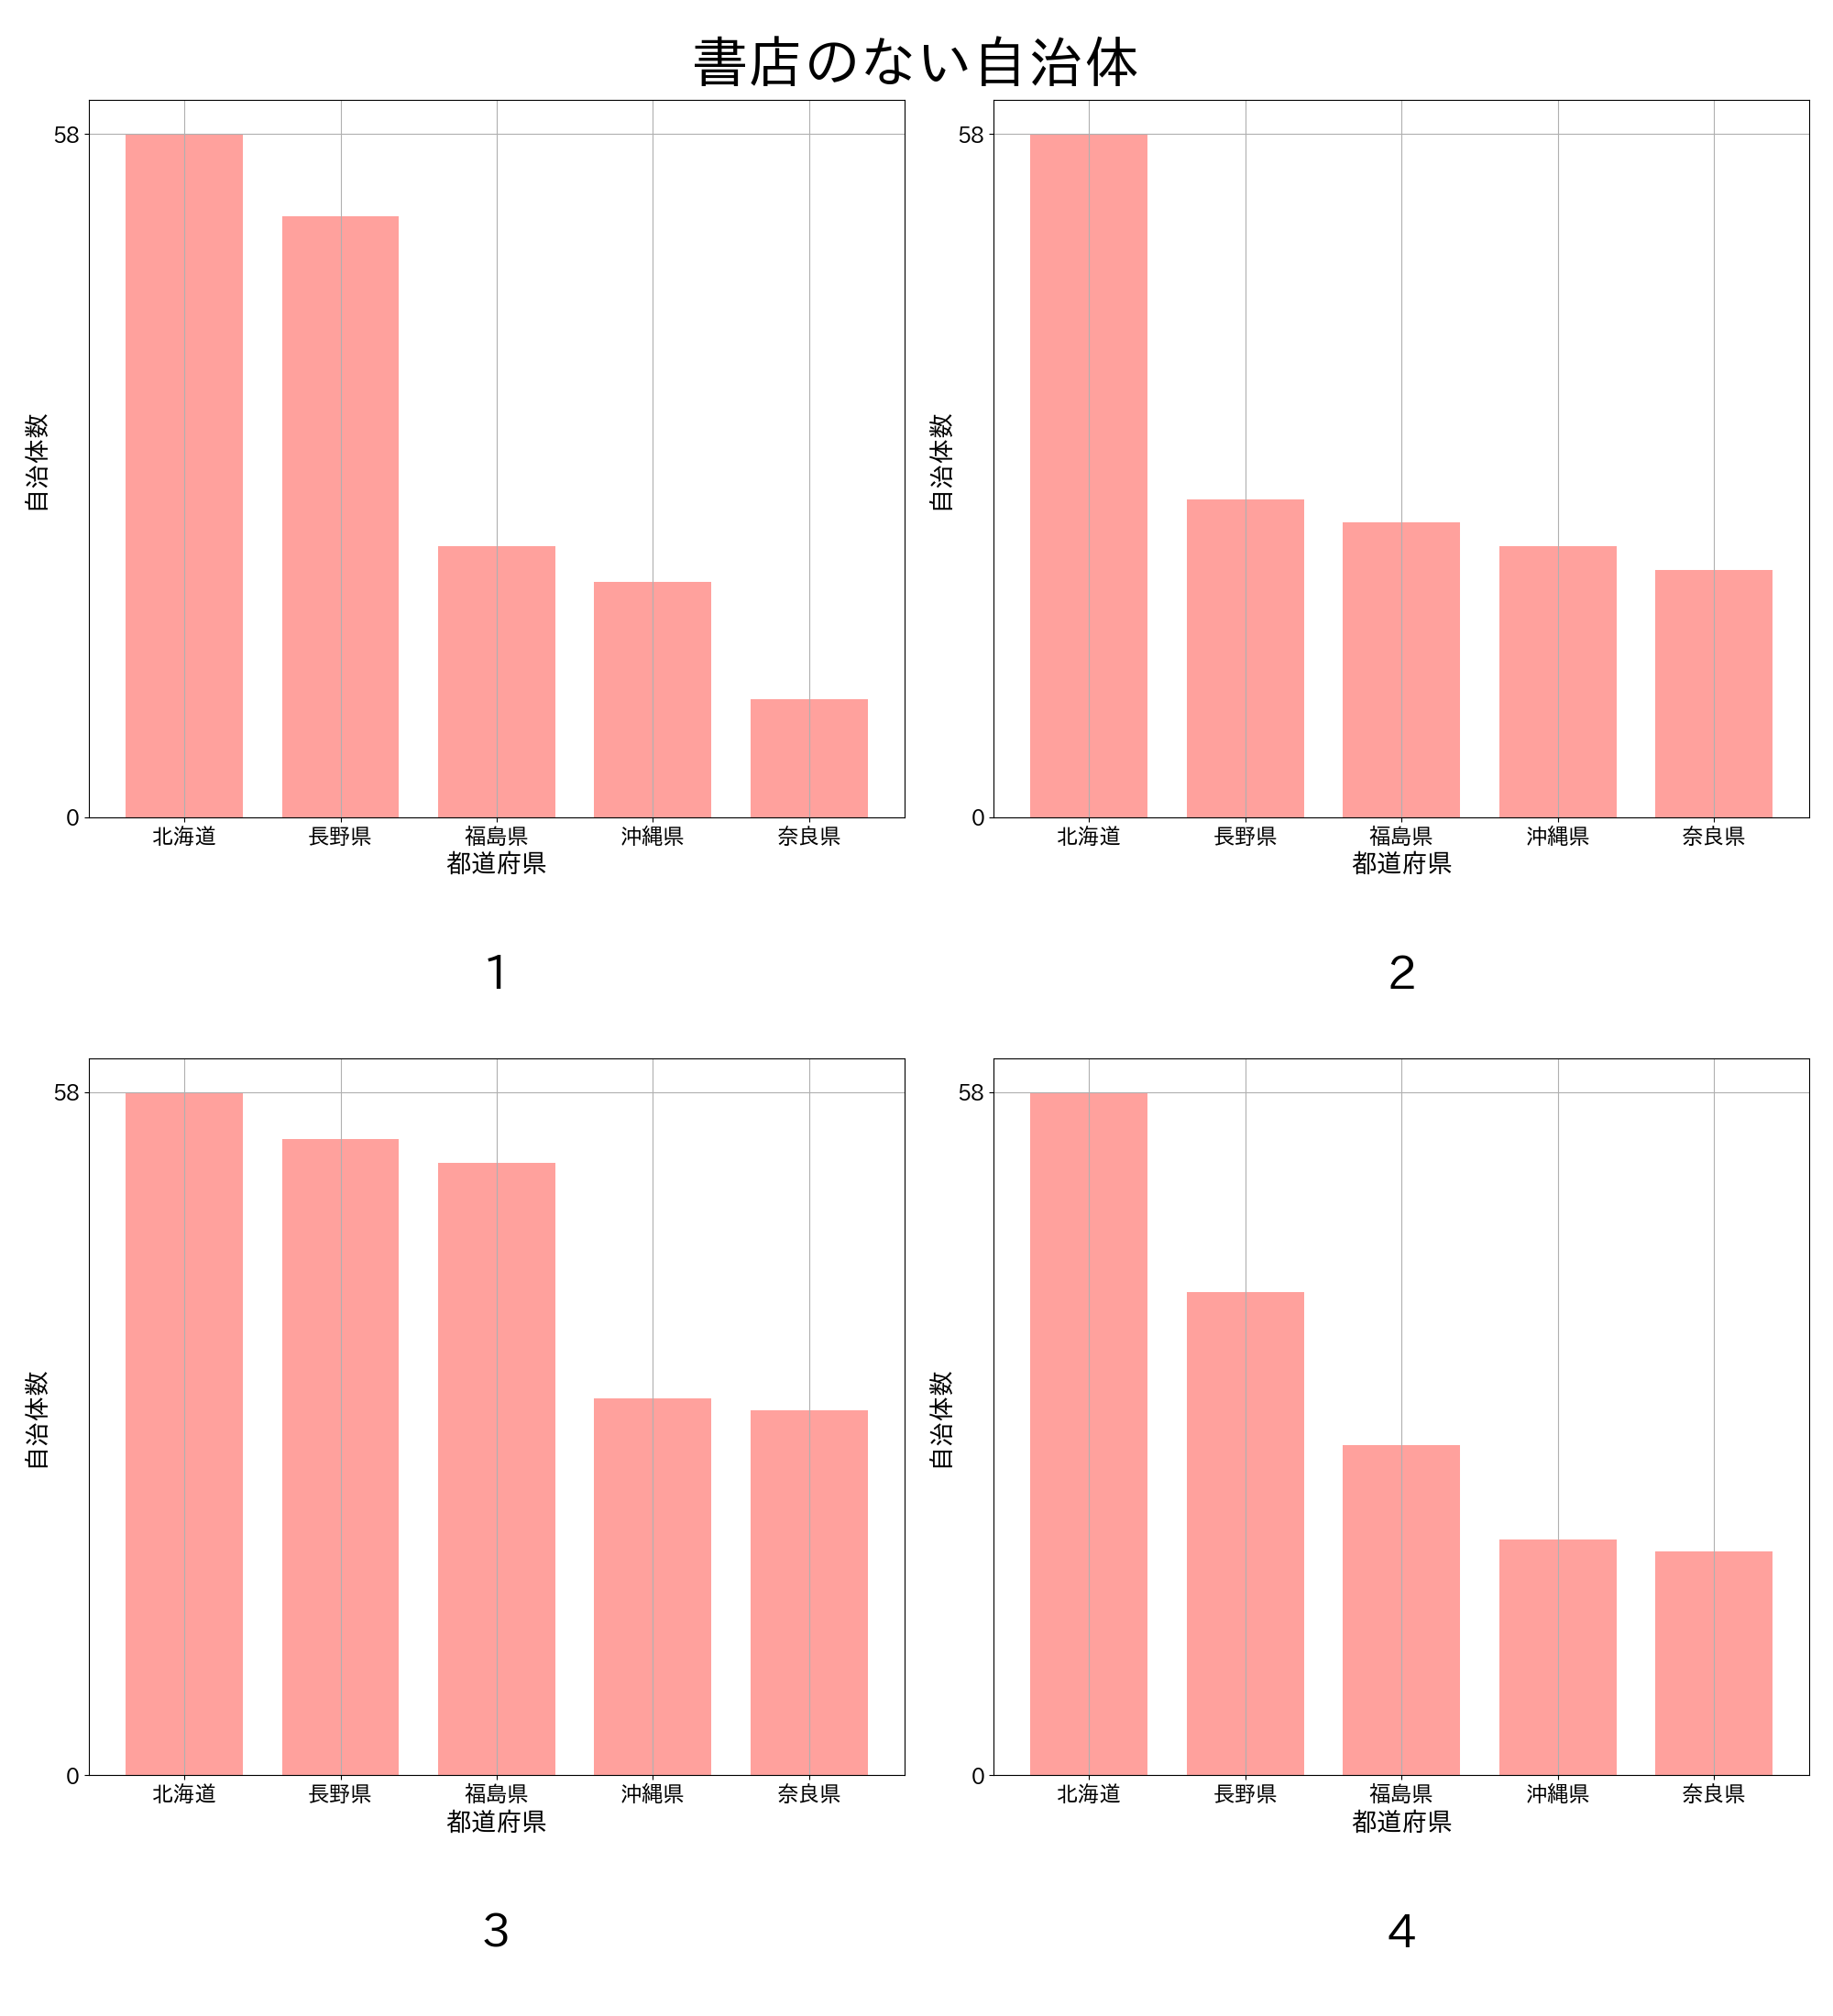 書店のない自治体
58
0
自治体数
北海道 長野県 福島県 沖縄県 奈良県
都道府県
1
58
0
自治体数
北海道 長野県 福島県 沖縄県 奈良県
都道府県
2
58
0
自治体数
北海道 長野県 福島県 沖縄県 奈良県
都道府県
3
58
0
自治体数
北海道 長野県 福島県 沖縄県 奈良県
都道府県
4